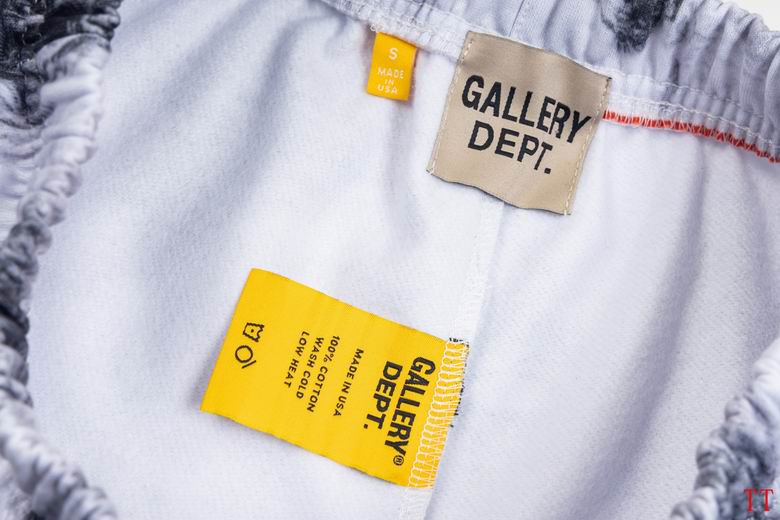 S
MADE
IN
USA
GALLERY
DEPT.
GALLERY®
DEPT.
MADE IN USA
100% COTTON
WASH COLD
LOW HEAT
TT